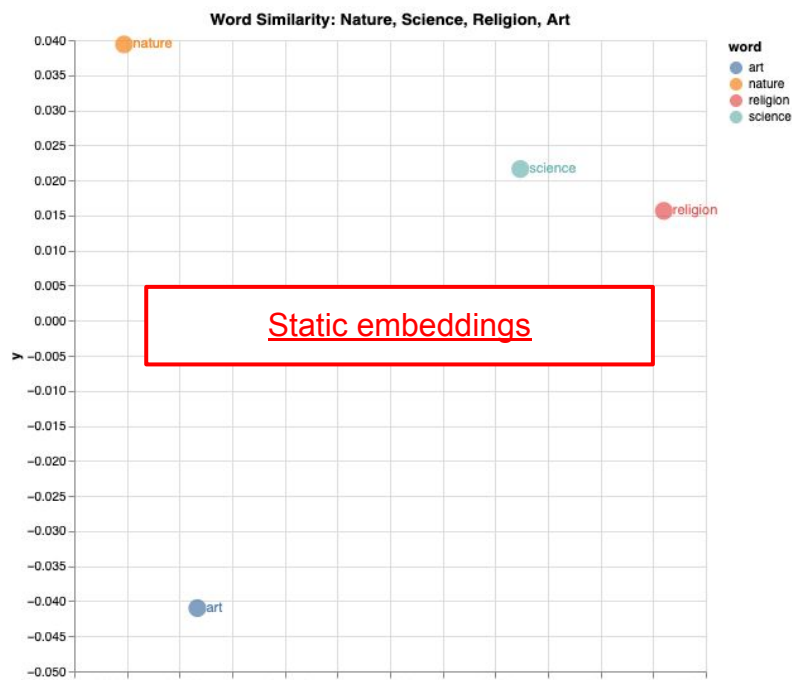 Word Similarity: Nature, Science, Religion, Art
0.040
nature
word
art
nature
religion
science
0.035
0.030
0.025
science
0.020
religion
0.015
0.010
0.005
Static embeddings
0.000
y
−0.005
−0.010
−0.015
−0.020
−0.025
−0.030
−0.035
−0.040
art
−0.045
−0.050